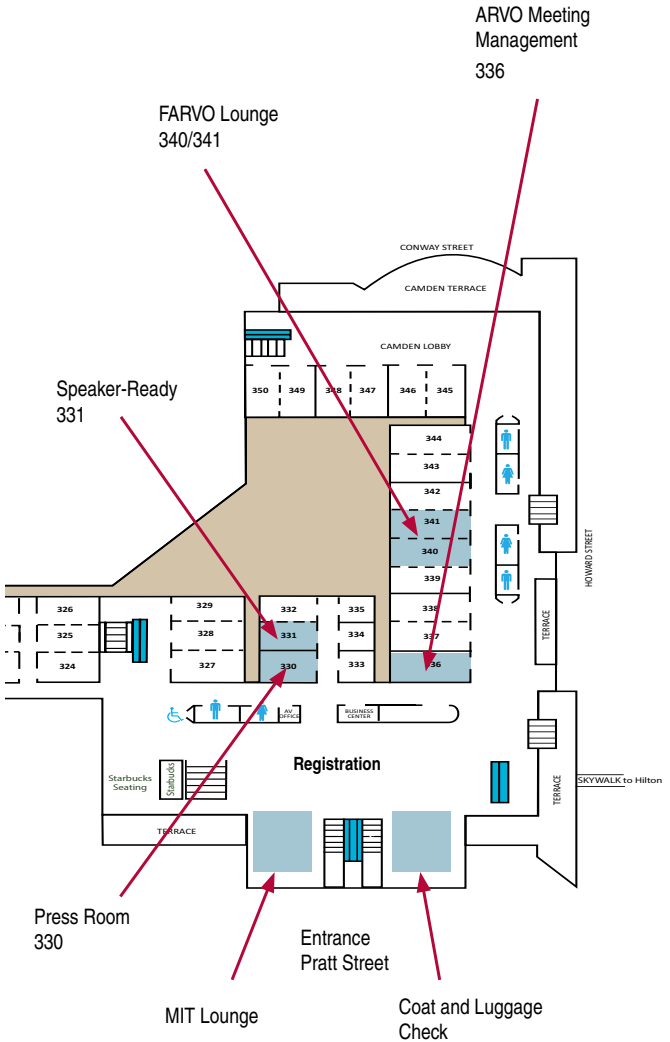 ARVO Meeting
Management
336
FARVO Lounge
340/341
CONWAY STREET
CAMDEN TERRACE
CAMDEN LOBBY
350 349 348 347 346 345
Speaker-Ready
331
344
343
342
341
340
339
338
337
336
HOWARD STREET
TERRACE
326
325
324
329
328
327
332
331
330
335
334
333
AV
OFFICE
BUSINESS
CENTER
Registration
Starbucks
Seating
Starbucks
TERRACE
SKYWALK to Hilton
TERRACE
Press Room
330
Entrance
Pratt Street
MIT Lounge
Coat and Luggage
Check